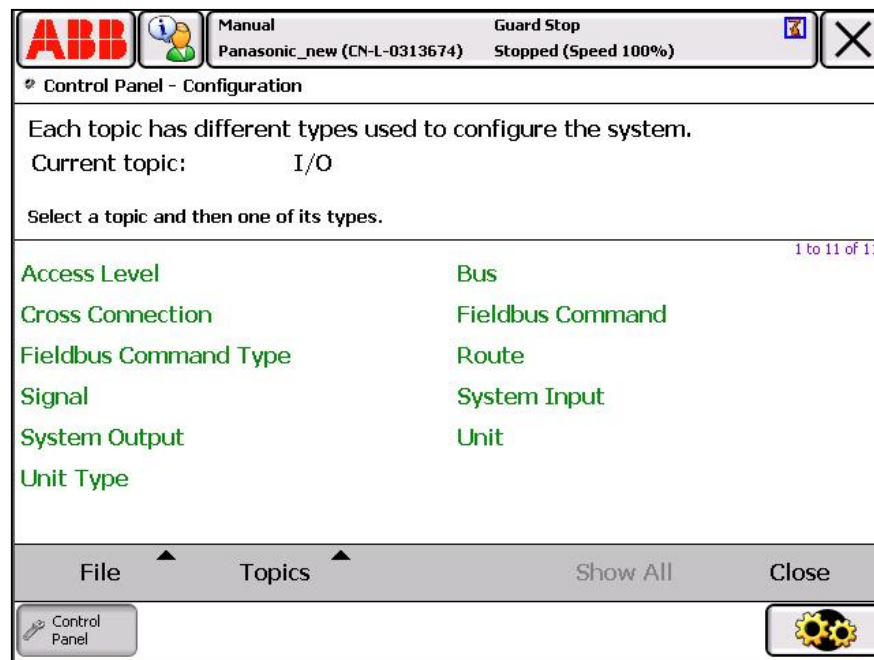 ABB
Manual Guard Stop
Panasonic_new (CN-L-0313674) Stopped (Speed 100%)
Control Panel - Configuration
Each topic has different types used to configure the system.
Current topic: I/O
Select a topic and then one of its types.
1 to 11 of
Access Level Bus
Cross Connection Fieldbus Command
Fieldbus Command Type Route
Signal System Input
System Output Unit
Unit Type
File Topics Show All Close
Control
Panel